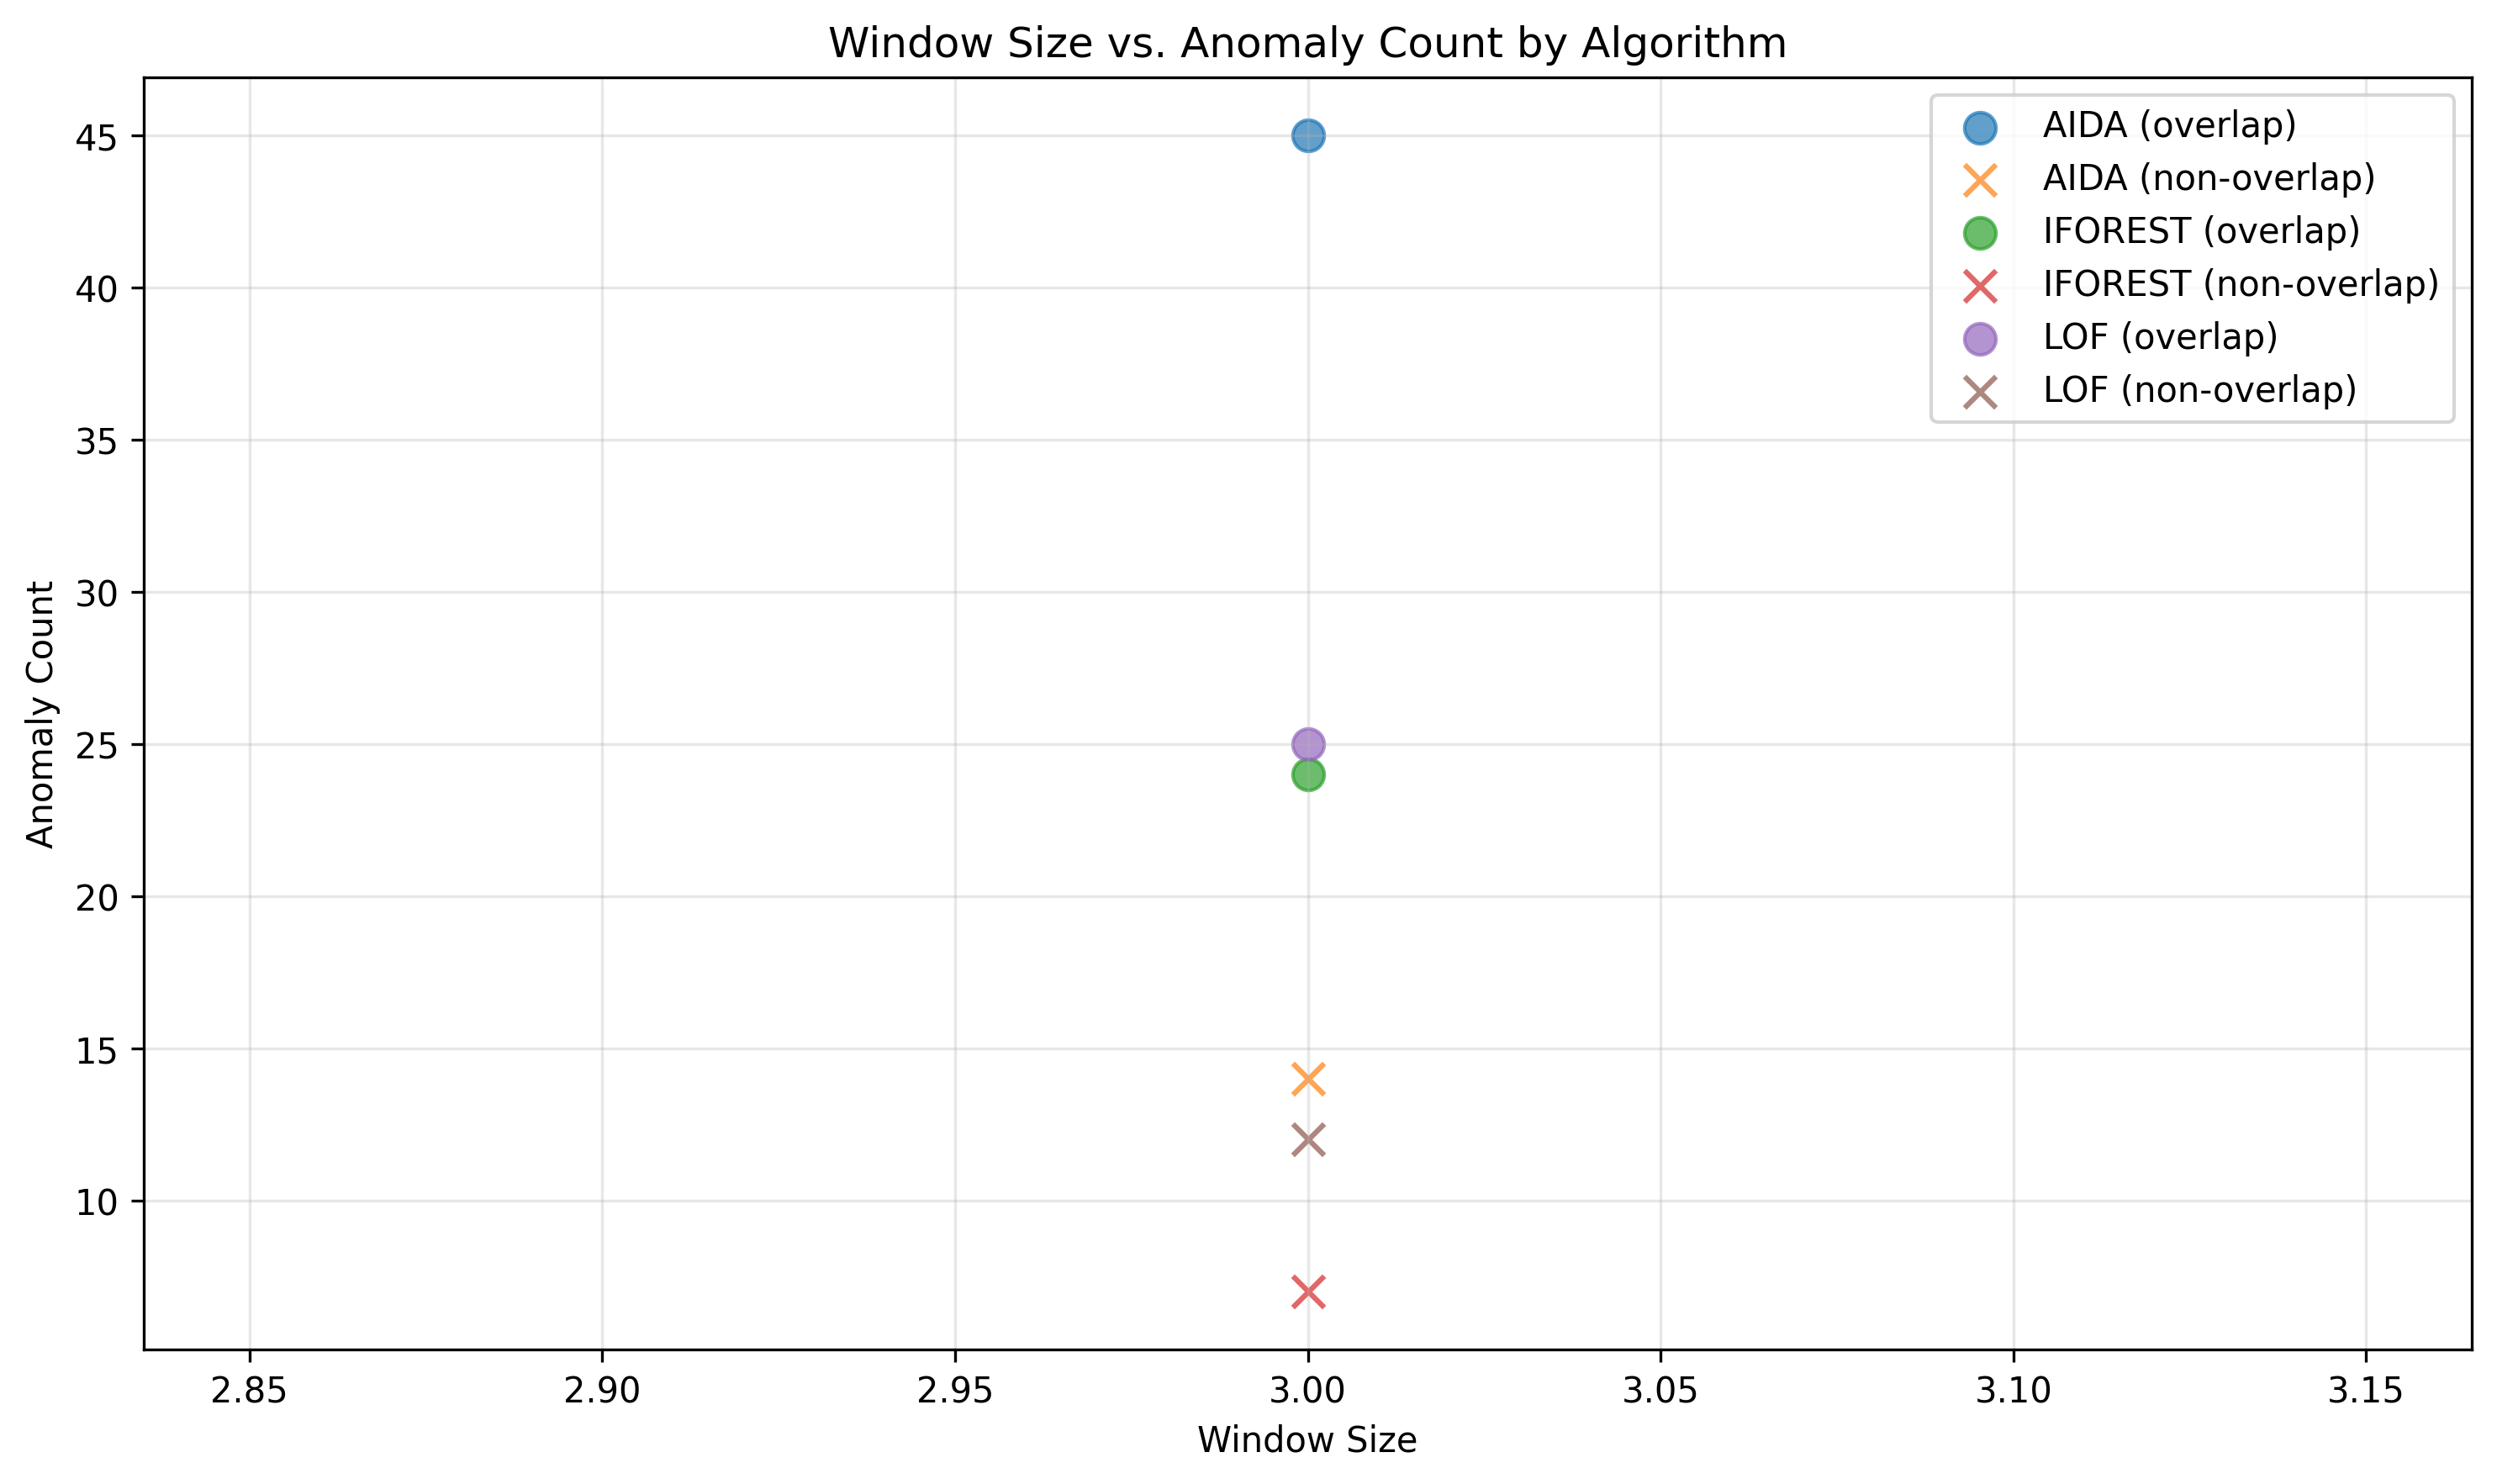 Window Size vs. Anomaly Count by Algorithm
AIDA (overlap)
AIDA (non-overlap)
IFOREST (overlap)
IFOREST (non-overlap)
LOF (overlap)
LOF (non-overlap)
Anomaly Count
45
40
35
30
25
20
15
10
2.85 2.90 2.95 3.00 3.05 3.10 3.15
Window Size